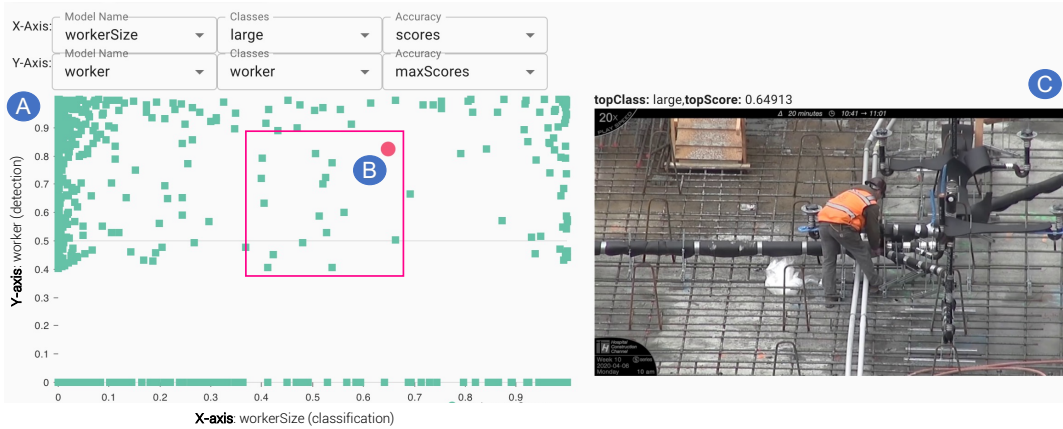 X-Axis:
Model Name
workerSize
Classes
large
Accuracy
scores
Y-Axis:
Model Name
worker
Classes
worker
Accuracy
maxScores
A
B
C
0.9
0.8
0.7
0.6
0.5
0.4
0.3
0.2
0.1
0
Y-axis: worker (detection)
0 0.1 0.2 0.3 0.4 0.5 0.6 0.7 0.8 0.9
X-axis: workerSize (classification)
topClass: large,topScore: 0.64913
20X
PLAY SPEED
Δ 20 minutes 10:41 → 11:01
Hospital
Construction
Channel
Week 10
2020-04-06
Monday 10 am